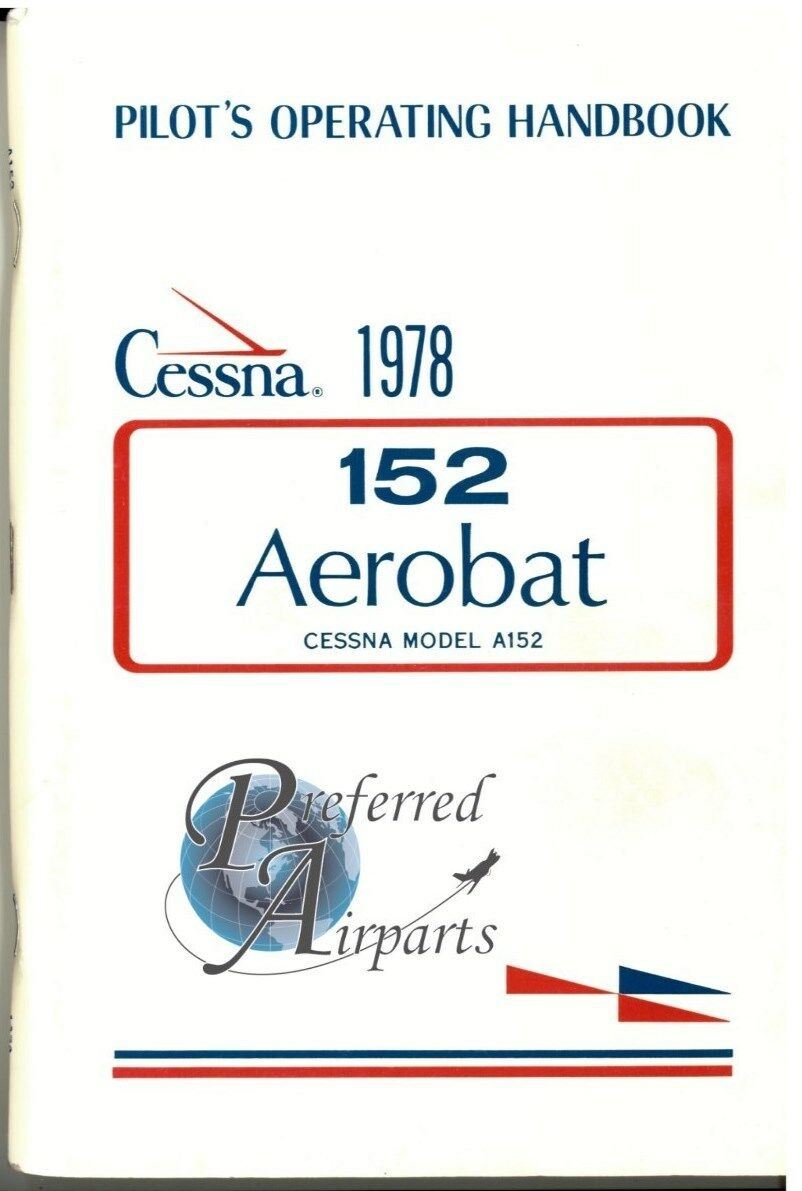 PILOT'S OPERATING HANDBOOK
Cessna® 1978
152
Aerobat
CESSNA MODEL A152
Preferred
Airparts